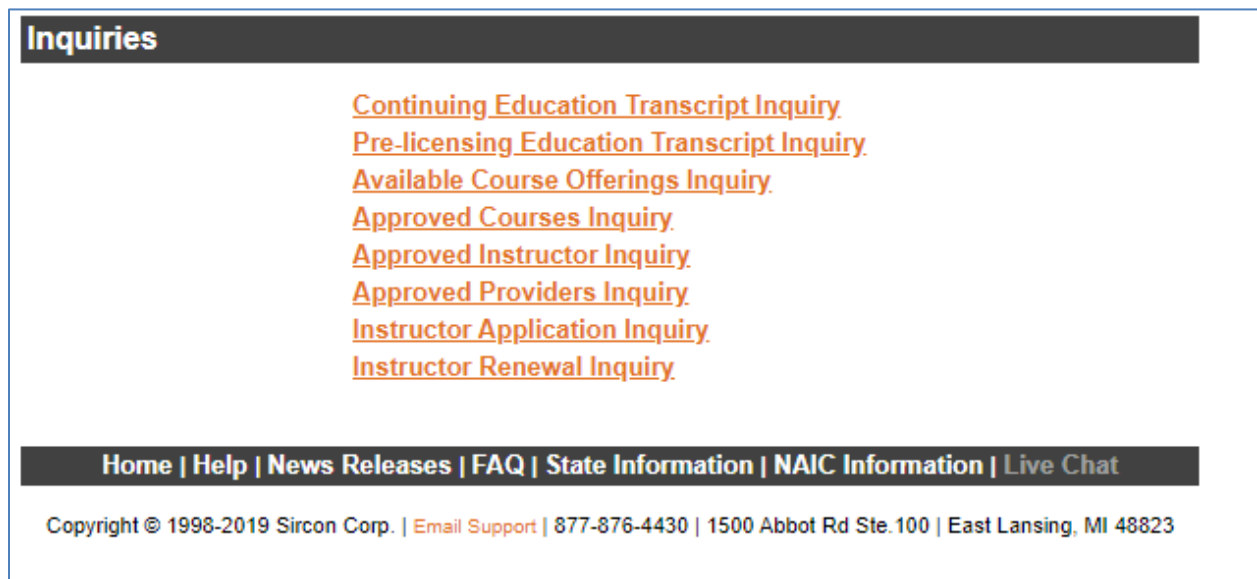 Inquiries
Continuing Education Transcript Inquiry
Pre-licensing Education Transcript Inquiry
Available Course Offerings Inquiry
Approved Courses Inquiry
Approved Instructor Inquiry
Approved Providers Inquiry
Instructor Application Inquiry
Instructor Renewal Inquiry
Home | Help | News Releases | FAQ | State Information | NAIC Information | Live Chat
Copyright © 1998-2019 Sircon Corp. | Email Support | 877-876-4430 | 1500 Abbot Rd Ste.100 | East Lansing, MI 48823